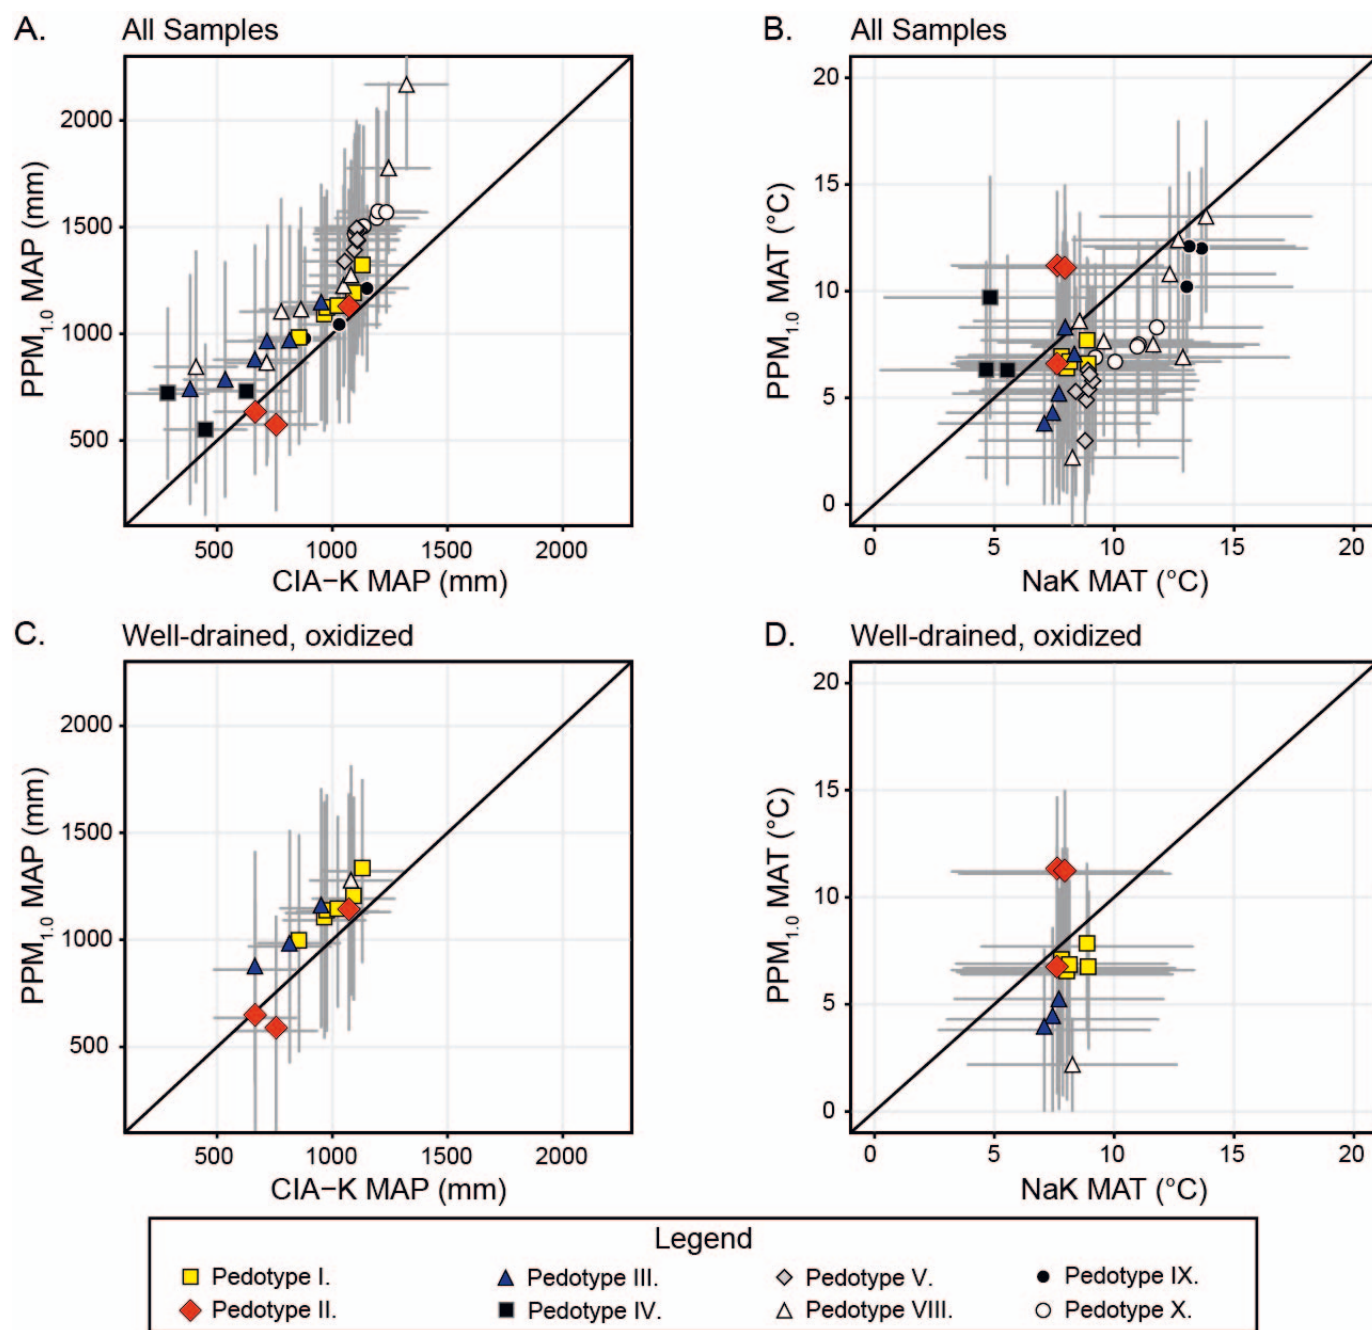 A. All Samples
2000
1500
1000
500
PPM1.0 MAP (mm)
500 1000 1500 2000
CIA−K MAP (mm)
B. All Samples
20
15
10
5
0
PPM1.0 MAT (°C)
0 5 10 15 20
NaK MAT (°C)
C. Well-drained, oxidized
2000
1500
1000
500
PPM1.0 MAP (mm)
500 1000 1500 2000
CIA−K MAP (mm)
D. Well-drained, oxidized
20
15
10
5
0
PPM1.0 MAT (°C)
0 5 10 15 20
NaK MAT (°C)
Legend
Pedotype I. Pedotype III. Pedotype V. Pedotype IX.
Pedotype II. Pedotype IV. Pedotype VIII. Pedotype X.